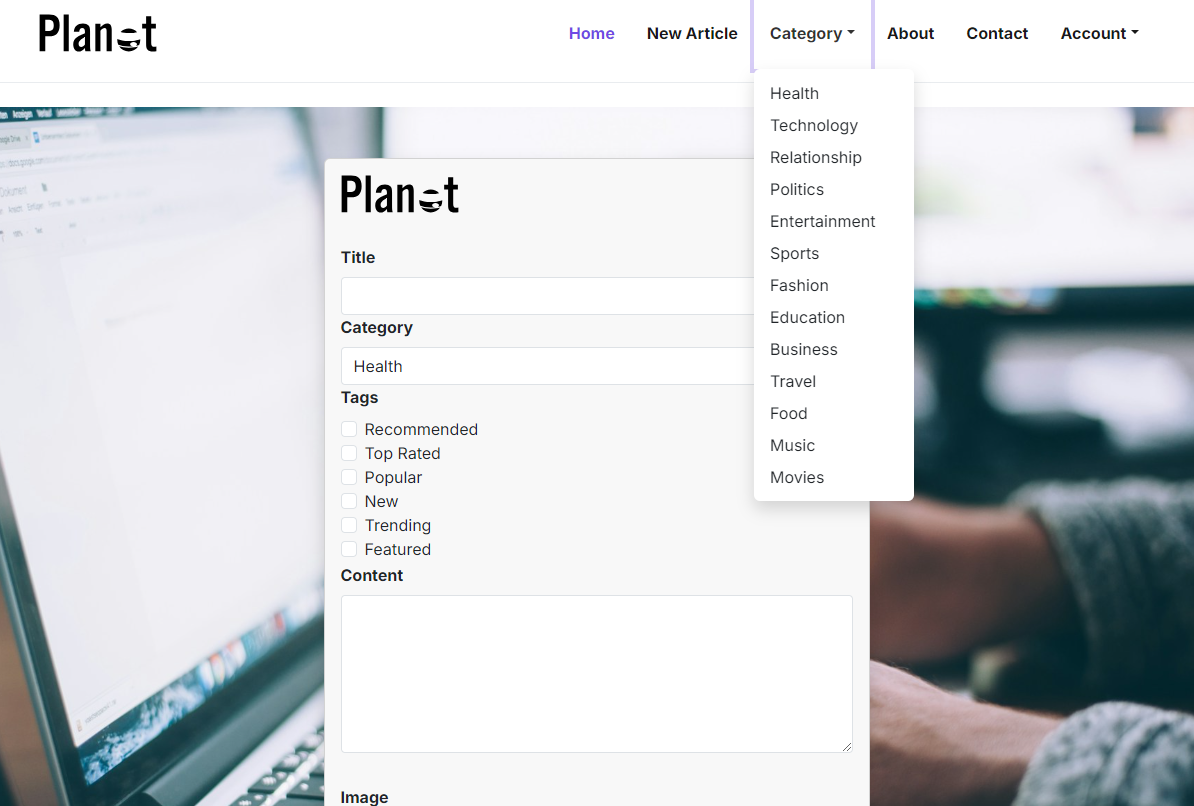 Planet
Home New Article Category About Contact Account
Health
Technology
Relationship
Politics
Entertainment
Sports
Fashion
Education
Business
Travel
Food
Music
Movies
Planet
Title
Category
Health
Tags
Recommended
Top Rated
Popular
New
Trending
Featured
Content
Image